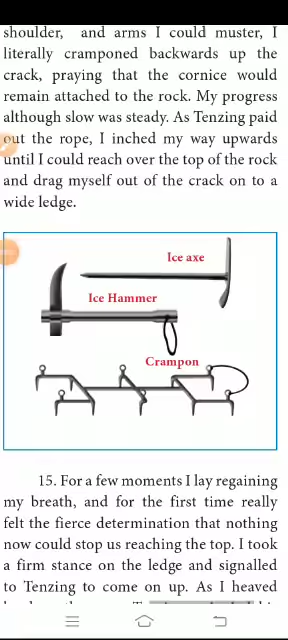 shoulder, and arms I could muster, I
literally cramponed backwards up the
crack, praying that the cornice would
remain attached to the rock. My progress
although slow was steady. As Tenzing paid
out the rope, I inched my way upwards
until I could reach over the top of the rock
and drag myself out of the crack on to a
wide ledge.
Ice axe
Ice Hammer
Crampon
15. For a few moments I lay regaining
my breath, and for the first time really
felt the fierce determination that nothing
now could stop us reaching the top. I took
a firm stance on the ledge and signalled
to Tenzing to come on up. As I heaved